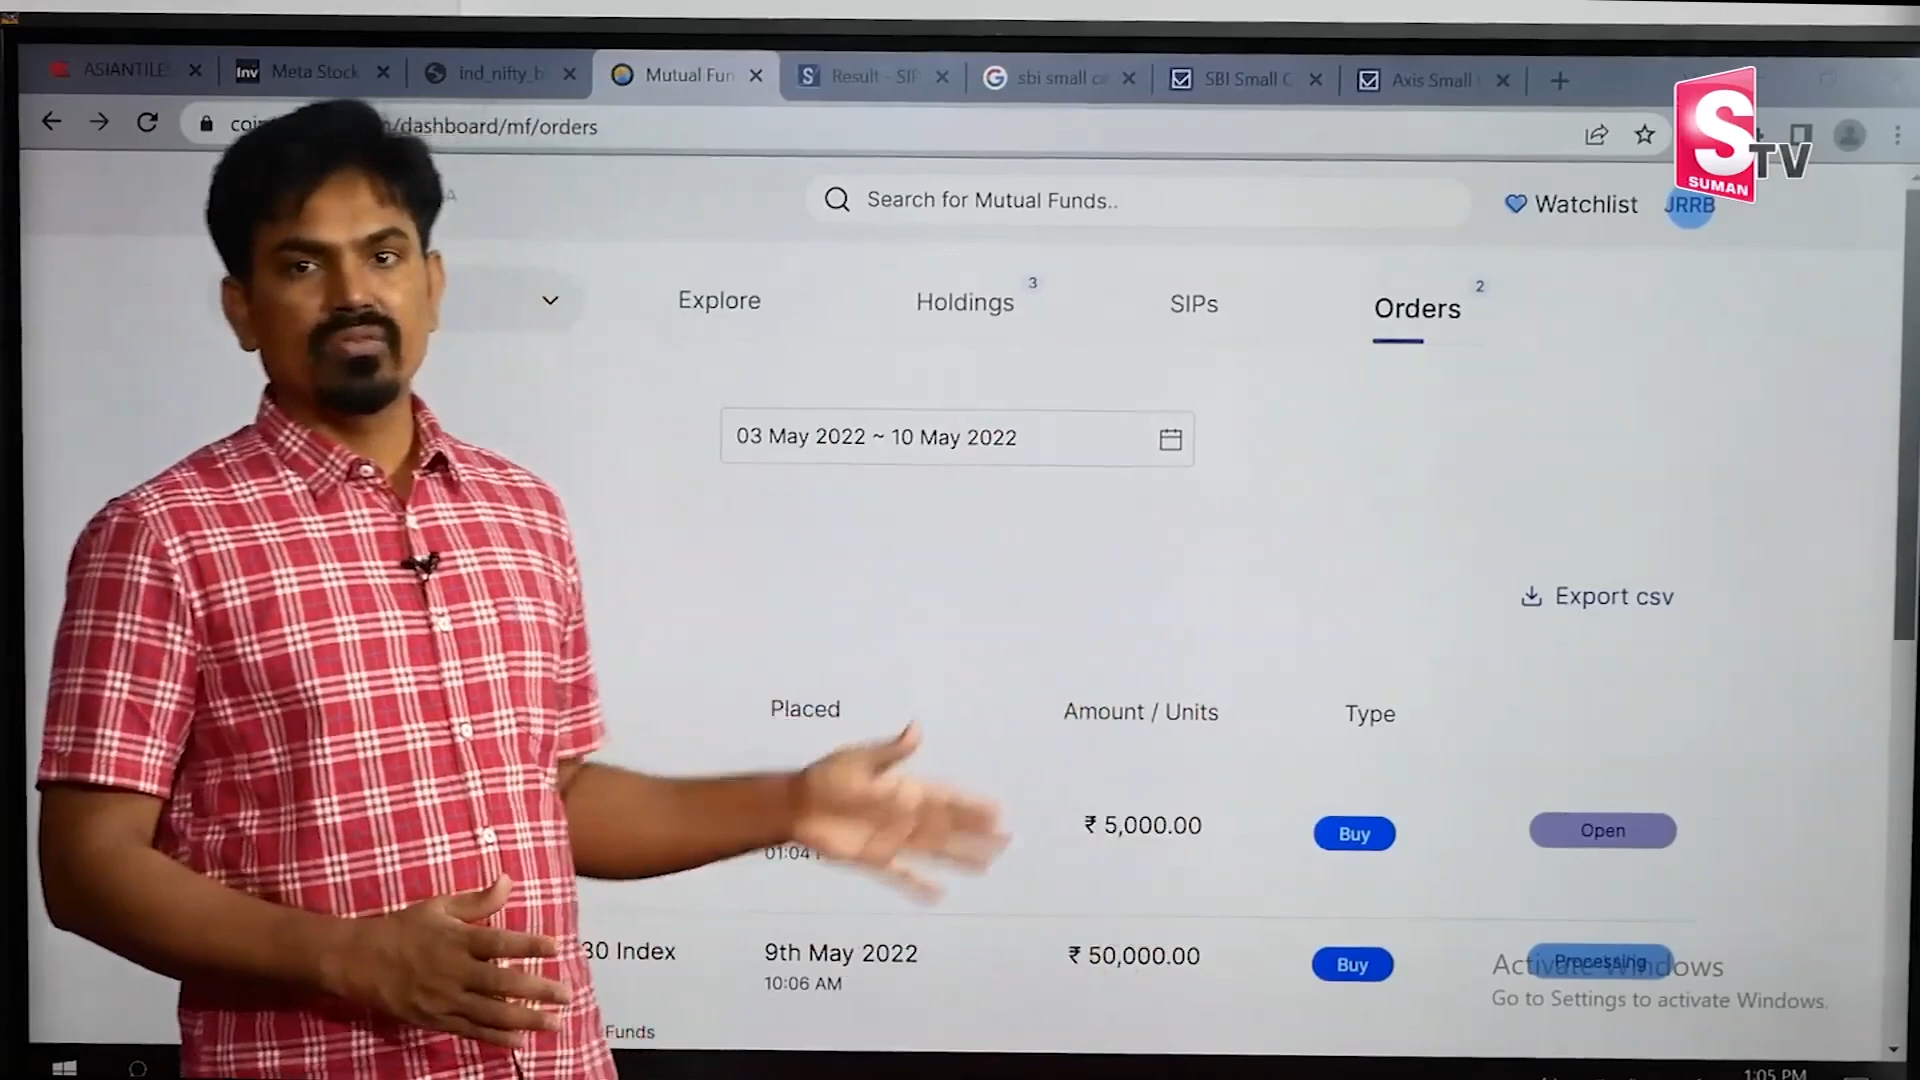 ASIANTILES
Inv Meta Stock
ind_nifty_b
Mutual Fun
Result - SIP
sbi small ca
SBI Small C
Axis Small
/dashboard/mf/orders
S TV
SUMAN
Search for Mutual Funds..
Watchlist
JRRB
Explore
Holdings 3
SIPs
Orders 2
03 May 2022 ~ 10 May 2022
Export csv
Placed
Amount / Units
Type
01:04
₹ 5,000.00
Buy
Open
30 Index
9th May 2022
10:06 AM
₹ 50,000.00
Buy
Processing
Activate Windows
Go to Settings to activate Windows.
Funds
1:05 PM